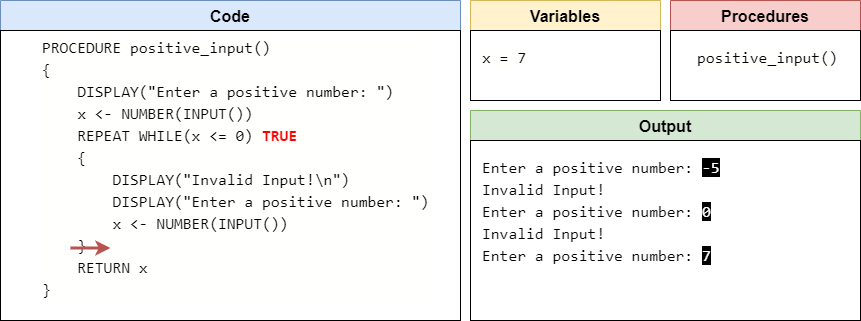 Code
PROCEDURE positive_input()
{
DISPLAY("Enter a positive number: ")
x <- NUMBER(INPUT())
REPEAT WHILE(x <= 0) TRUE
{
DISPLAY("Invalid Input!\n")
DISPLAY("Enter a positive number: ")
x <- NUMBER(INPUT())
}
RETURN x
}
Variables
x = 7
Procedures
positive_input()
Output
Enter a positive number: -5
Invalid Input!
Enter a positive number: 0
Invalid Input!
Enter a positive number: 7